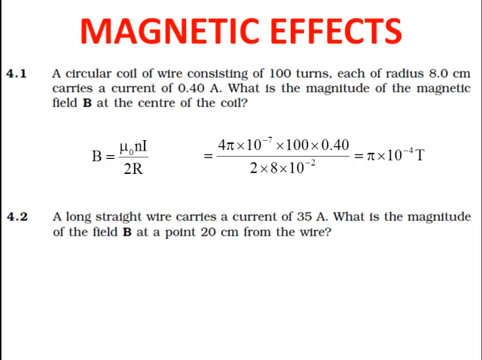 MAGNETIC EFFECTS
4.1 A circular coil of wire consisting of 100 turns, each of radius 8.0 cm
carries a current of 0.40 A. What is the magnitude of the magnetic
field B at the centre of the coil?
B = μ₀nI / 2R = 4π×10⁻⁷×100×0.40 / 2×8×10⁻² = π×10⁻⁴T
4.2 A long straight wire carries a current of 35 A. What is the magnitude
of the field B at a point 20 cm from the wire?